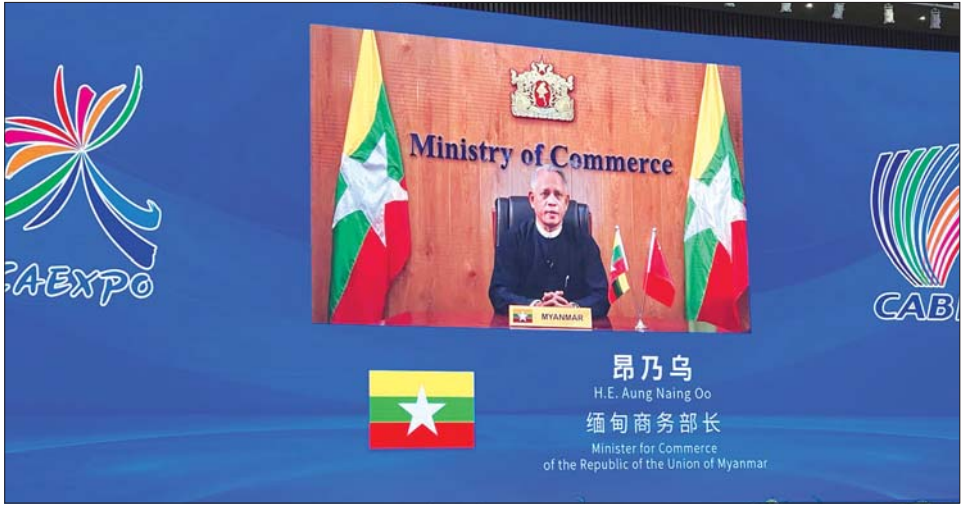 Ministry of Commerce
MYANMAR
CAEXPO
CABI
昂乃乌
H.E. Aung Naing Oo
缅甸商务部长
Minister for Commerce
of the Republic of the Union of Myanmar